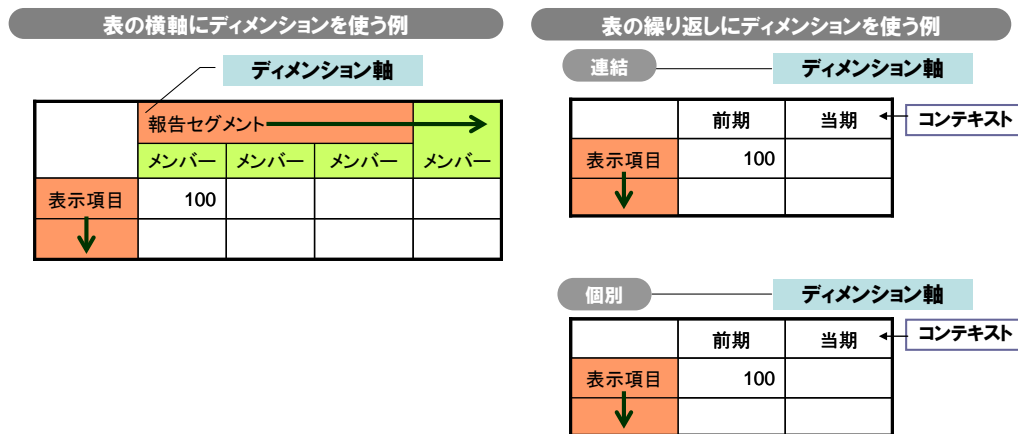 表の横軸にディメンションを使う例
ディメンション軸
報告セグメント
メンバー メンバー メンバー メンバー
表示項目 100
表の繰り返しにディメンションを使う例
連結 ディメンション軸
前期 当期 コンテキスト
表示項目 100
個別 ディメンション軸
前期 当期 コンテキスト
表示項目 100